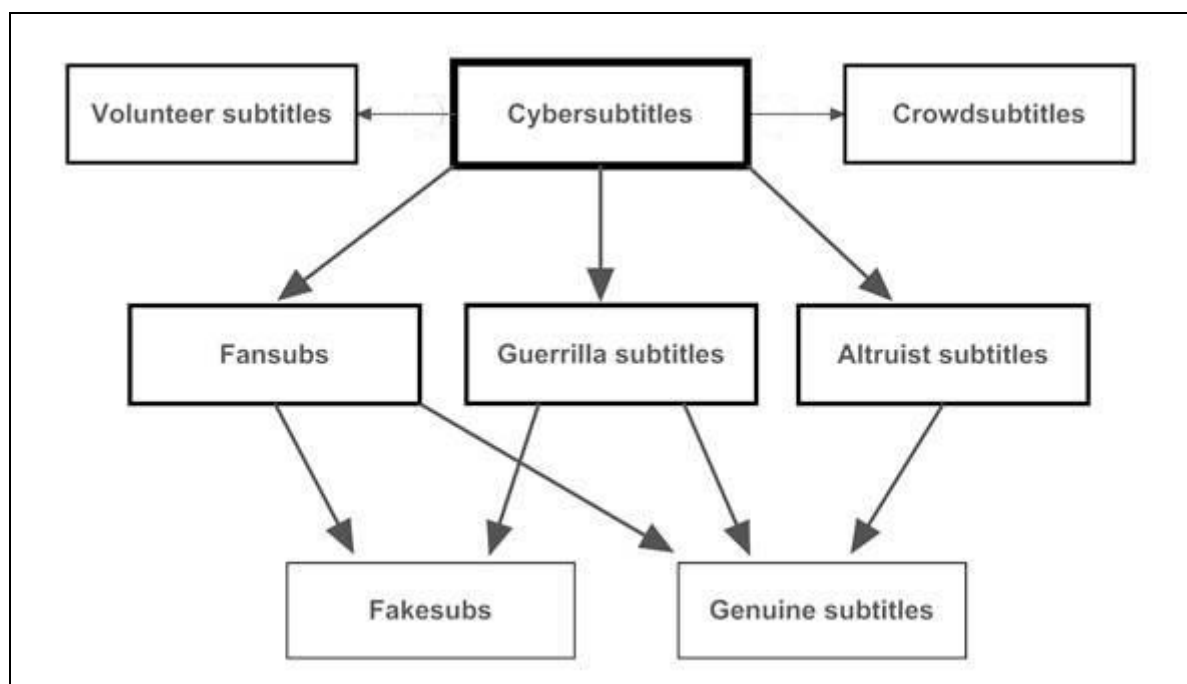 Volunteer subtitles
Cybersubtitles
Crowdsubtitles
Fansubs
Guerrilla subtitles
Altruist subtitles
Fakesubs
Genuine subtitles